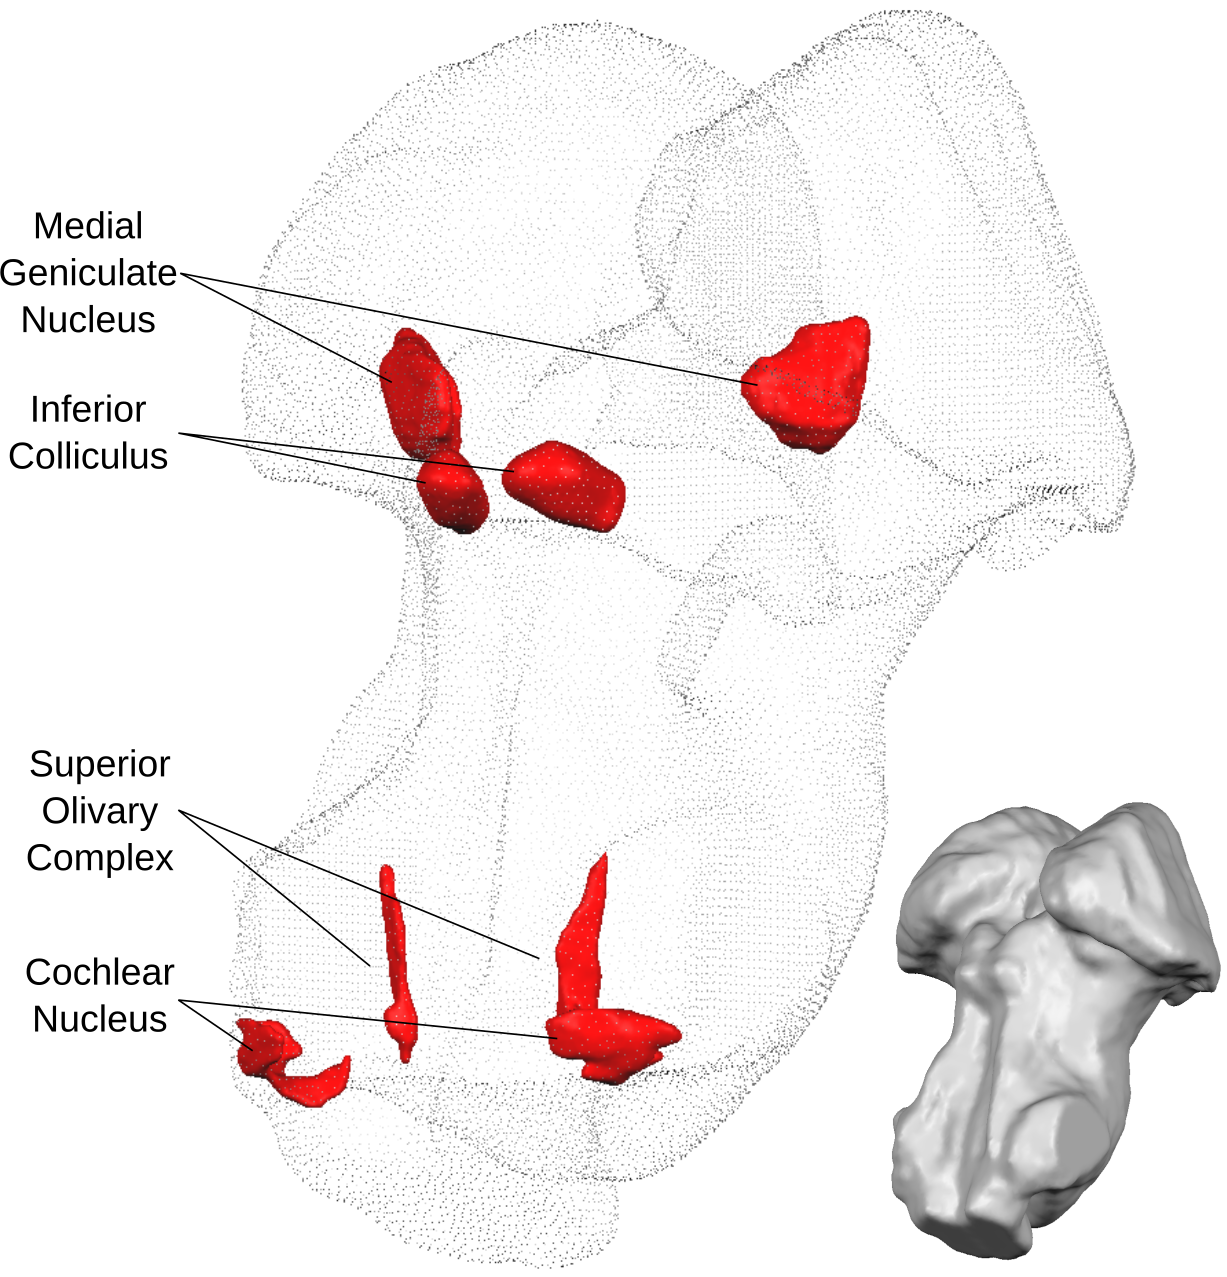 Medial
Geniculate
Nucleus
Inferior
Colliculus
Superior
Olivary
Complex
Cochlear
Nucleus